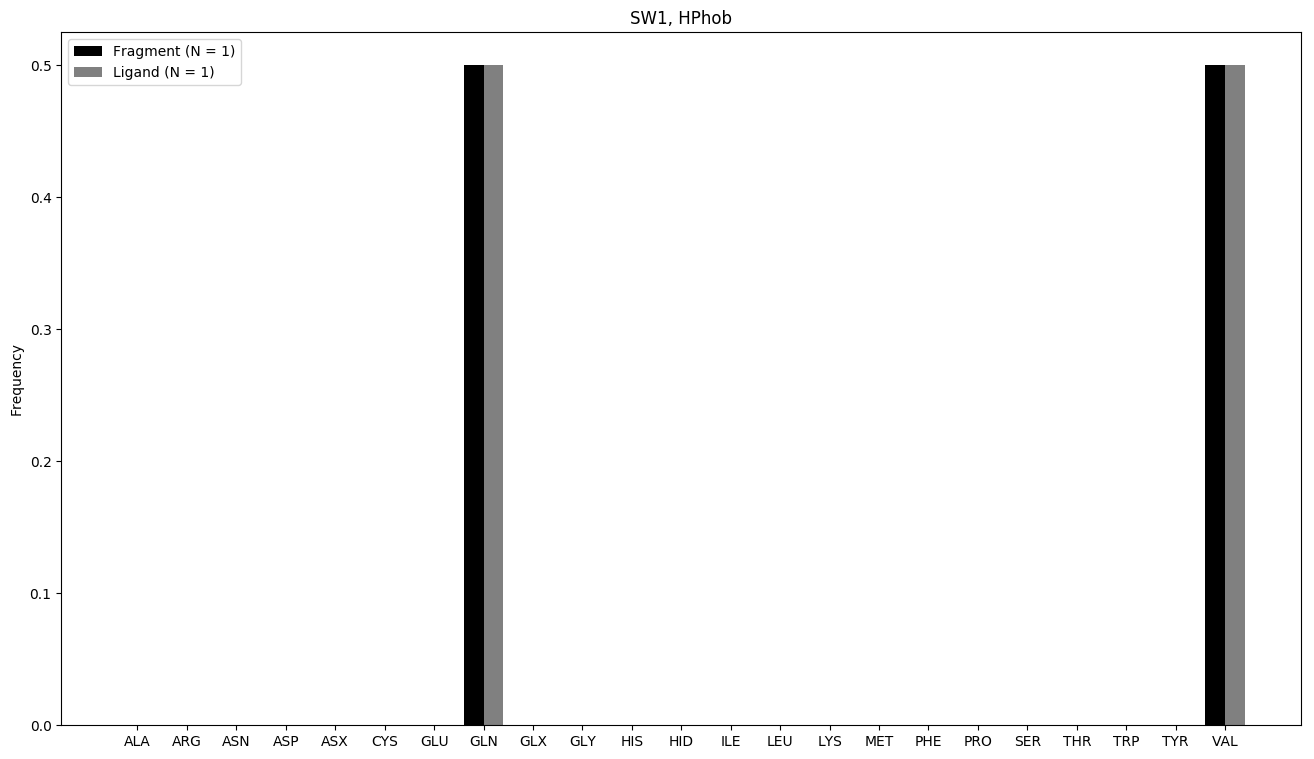 SW1, HPhob
Fragment (N = 1)
Ligand (N = 1)
Frequency
0.5
0.4
0.3
0.2
0.1
0.0
ALA ARG ASN ASP ASX CYS GLU GLN GLX GLY HIS HID ILE LEU LYS MET PHE PRO SER THR TRP TYR VAL